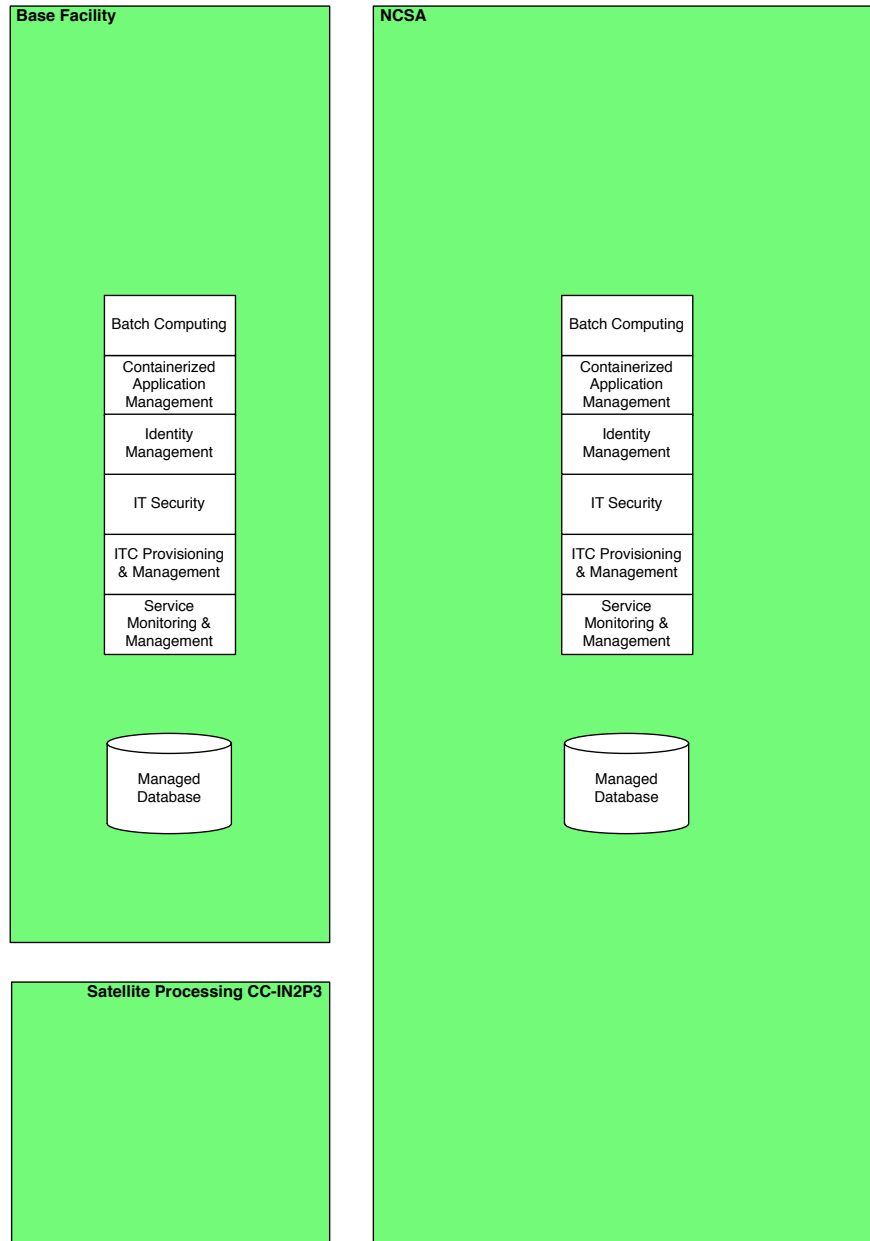 Base Facility
Batch Computing
Containerized
Application
Management
Identity
Management
IT Security
ITC Provisioning
& Management
Service
Monitoring &
Management
Managed
Database
Satellite Processing CC-IN2P3
NCSA
Batch Computing
Containerized
Application
Management
Identity
Management
IT Security
ITC Provisioning
& Management
Service
Monitoring &
Management
Managed
Database